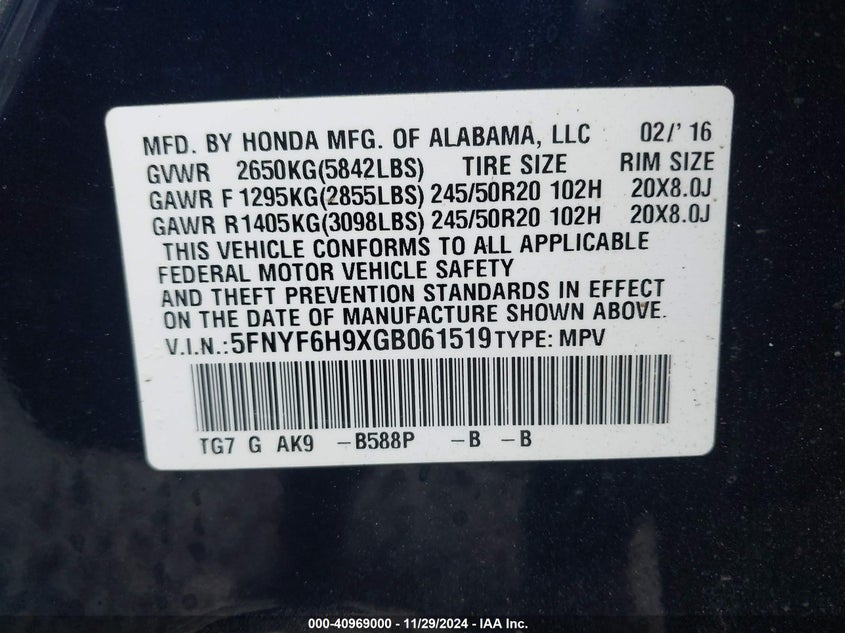 MFD. BY HONDA MFG. OF ALABAMA, LLC 02/' 16
GVWR 2650KG(5842LBS) TIRE SIZE RIM SIZE
GAWR F 1295KG(2855LBS) 245/50R20 102H 20X8.0J
GAWR R1405KG(3098LBS) 245/50R20 102H 20X8.0J
THIS VEHICLE CONFORMS TO ALL APPLICABLE
FEDERAL MOTOR VEHICLE SAFETY
AND THEFT PREVENTION STANDARDS IN EFFECT
ON THE DATE OF MANUFACTURE SHOWN ABOVE.
V.I.N.:5FNYF6H9XGB061519 TYPE: MPV
TG7 G AK9 -B588P -B -B
000-40969000 - 11/29/2024 - IAA Inc.